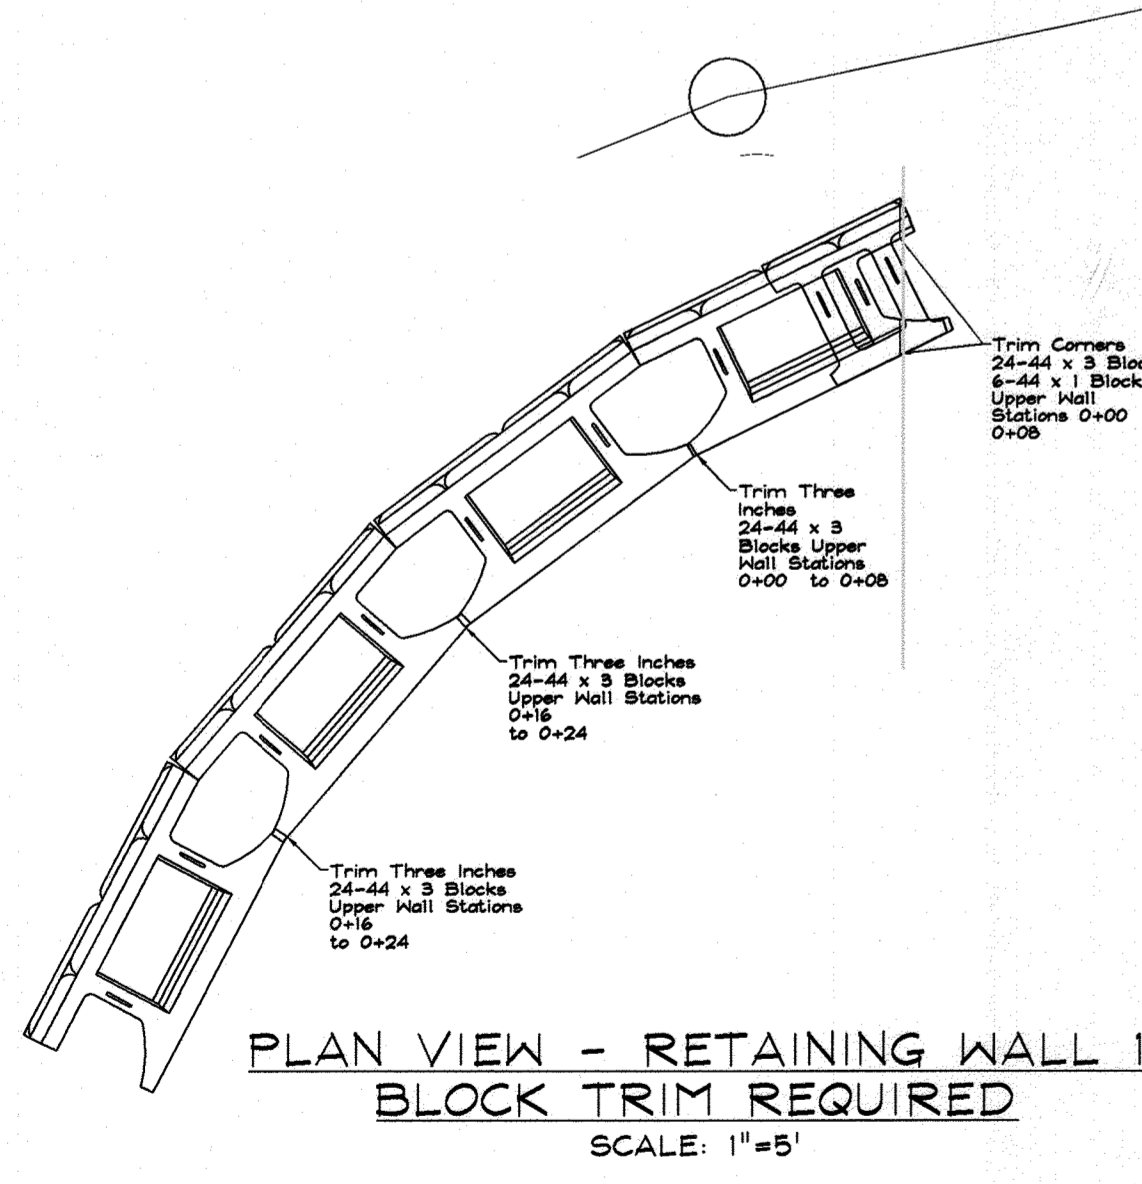 Trim Corners
24-44 x 3 Bloc
6-44 x 1 Block
Upper Wall
Stations 0+00
0+08
Trim Three
Inches
24-44 x 3
Blocks Upper
Wall Stations
0+00 to 0+08
Trim Three Inches
24-44 x 3 Blocks
Upper Wall Stations
0+16
to 0+24
Trim Three Inches
24-44 x 3 Blocks
Upper Wall Stations
0+16
to 0+24
PLAN VIEW - RETAINING WALL 1
BLOCK TRIM REQUIRED
SCALE: 1"=5'